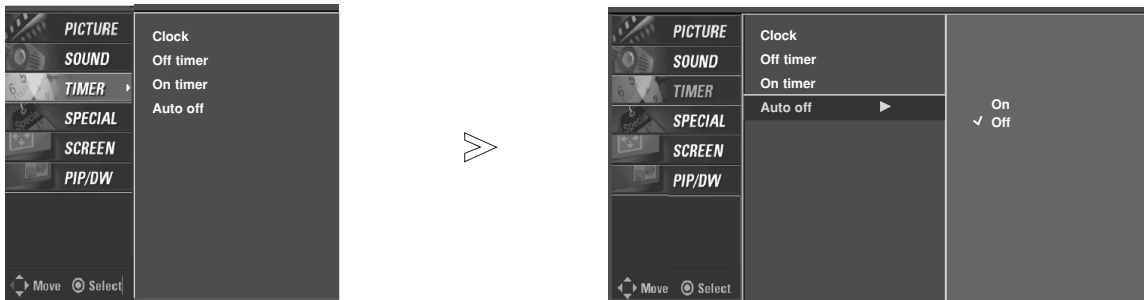 PICTURE
SOUND
TIMER
SPECIAL
SCREEN
PIP/DW
Move Select
Clock
Off timer
On timer
Auto off
PICTURE
SOUND
TIMER
SPECIAL
SCREEN
PIP/DW
Move Select
Clock
Off timer
On timer
Auto off
On
✓ Off